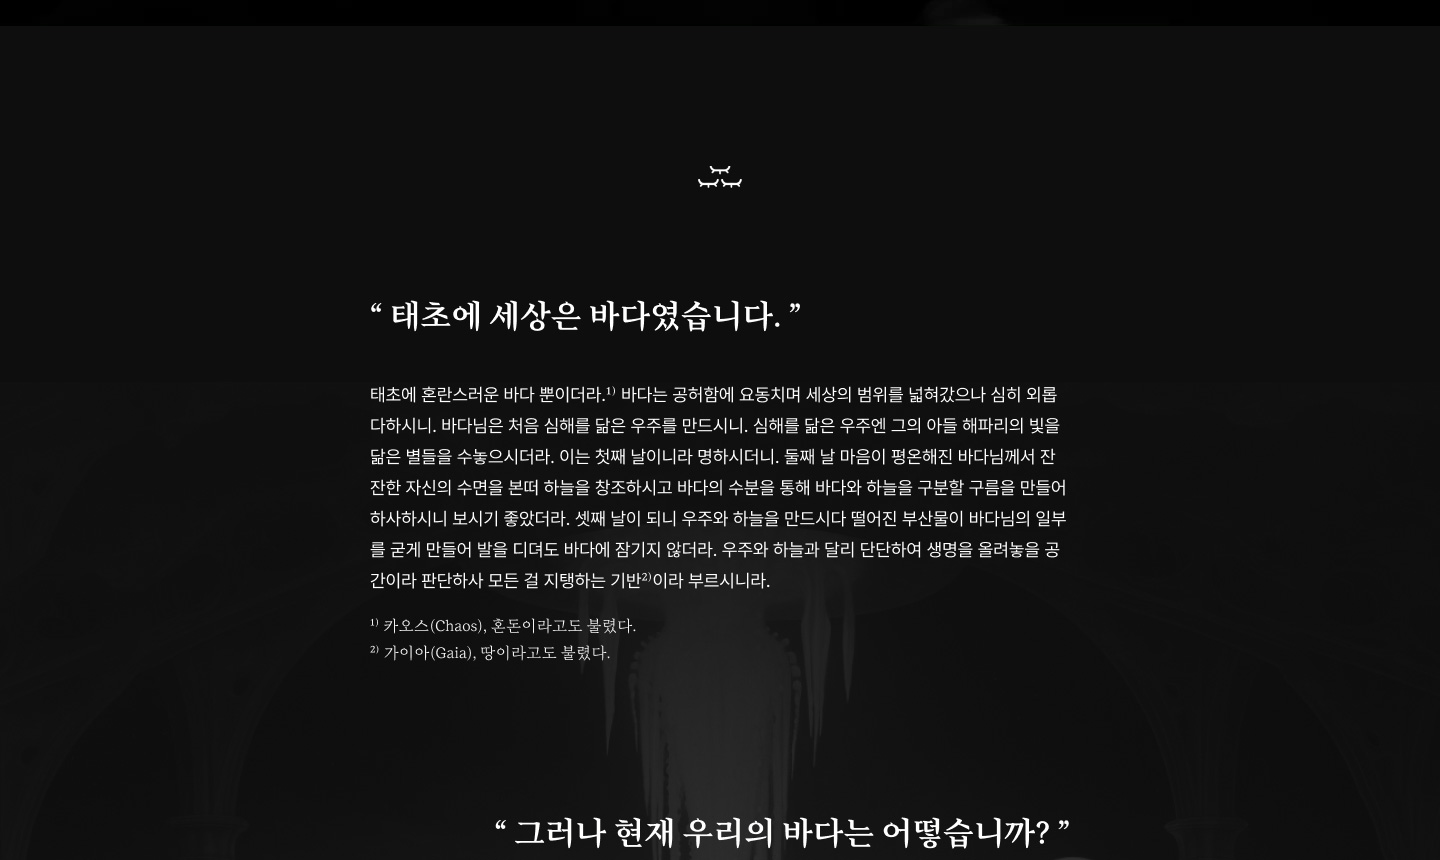 “ 태초에 세상은 바다였습니다. ”
태초에 혼란스러운 바다 뿐이더라.¹⁾ 바다는 공허함에 요동치며 세상의 범위를 넓혀갔으나 심히 외롭
다하시니. 바다님은 처음 심해를 닮은 우주를 만드시니. 심해를 닮은 우주엔 그의 아들 해파리의 빛을
닮은 별들을 수놓으시더라. 이는 첫째 날이니라 명하시더니. 둘째 날 마음이 평온해진 바다님께서 잔
잔한 자신의 수면을 본떠 하늘을 창조하시고 바다의 수분을 통해 바다와 하늘을 구분할 구름을 만들어
하사하시니 보시기 좋았더라. 셋째 날이 되니 우주와 하늘을 만드시다 떨어진 부산물이 바다님의 일부
를 굳게 만들어 발을 디뎌도 바다에 잠기지 않더라. 우주와 하늘과 달리 단단하여 생명을 올려놓을 공
간이라 판단하사 모든 걸 지탱하는 기반²⁾이라 부르시니라.
¹⁾ 카오스(Chaos), 혼돈이라고도 불렸다.
²⁾ 가이아(Gaia), 땅이라고도 불렸다.
“ 그러나 현재 우리의 바다는 어떻습니까? ”